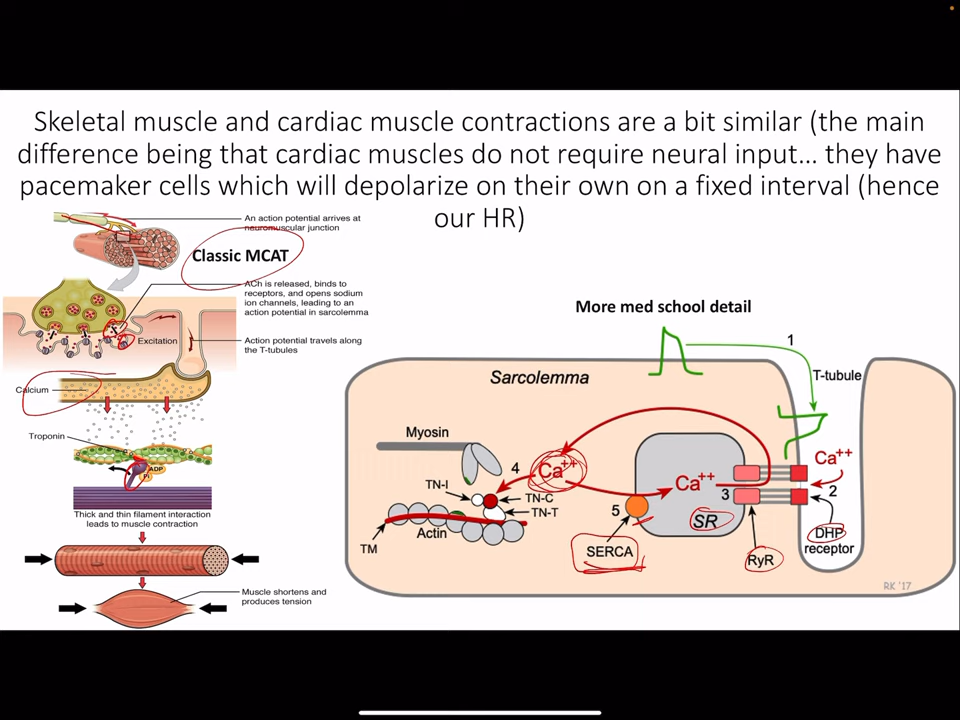 Skeletal muscle and cardiac muscle contractions are a bit similar (the main
difference being that cardiac muscles do not require neural input... they have
pacemaker cells which will depolarize on their own on a fixed interval (hence
our HR)
An action potential arrives at
neuromuscular junction
Classic MCAT
ACh is released, binds to
receptors, and opens sodium
ion channels, leading to an
action potential in sarcolemma
Excitation
Action potential travels along
the T-tubules
Calcium
Troponin
ADP
Pi
Thick and thin filament interaction
leads to muscle contraction
Muscle shortens and
produces tension
More med school detail
1
Sarcolemma
T-tubule
Myosin
4
Ca++
Ca++
Ca++
TN-I
TN-C
TN-T
3
2
5
SR
Actin
TM
SERCA
RyR
DHP
receptor
RK '17